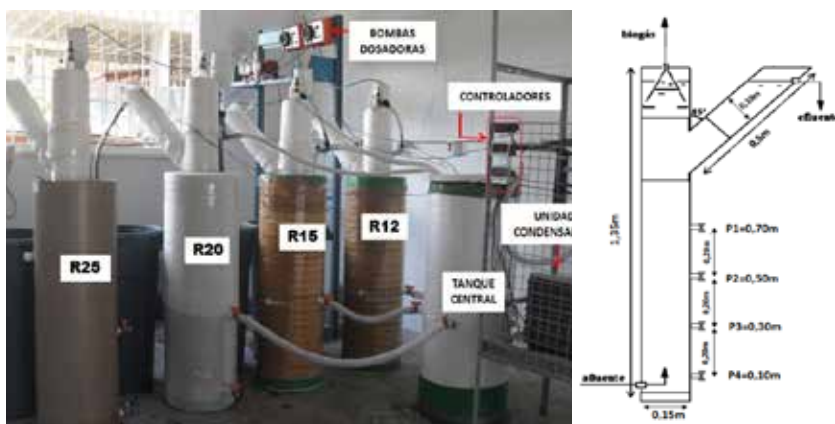 BOMBAS
DOSADORAS
CONTROLADORES
R25
R20
R15
R12
UNIDAD
CONDENSA
TANQUE
CENTRAL
biogás
efluente
45°
0,10m
0,5m
1,35m
P1=0,70m
0,20m
P2=0,50m
0,20m
P3=0,30m
0,20m
P4=0,10m
afluente
0,15m